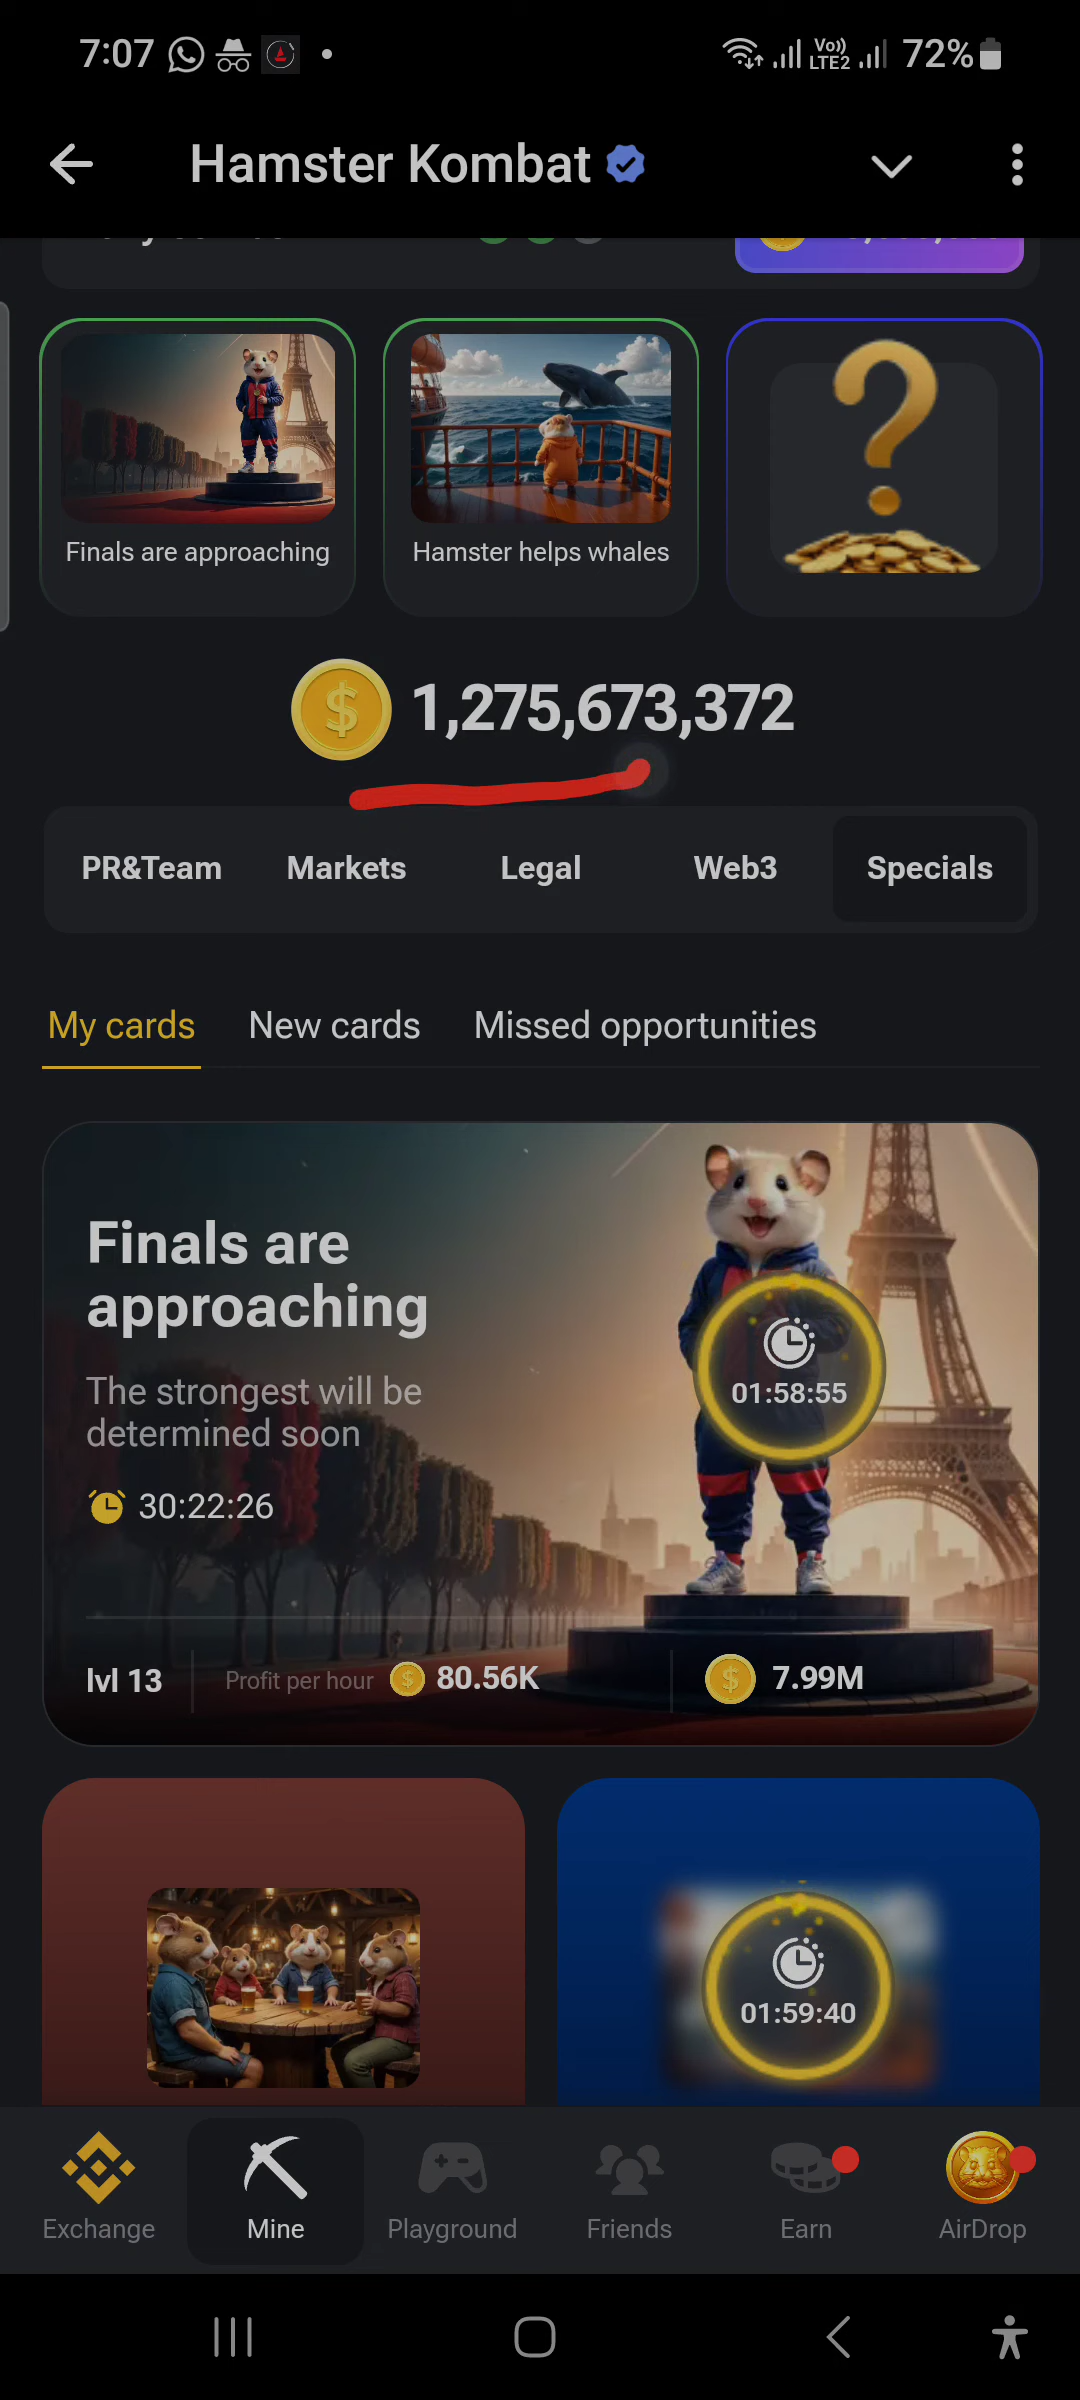 7:07 Vo)) LTE2 72%
Hamster Kombat
Finals are approaching Hamster helps whales
1,275,673,372
PR&Team Markets Legal Web3 Specials
My cards New cards Missed opportunities
Finals are
approaching
01:58:55
The strongest will be
determined soon
30:22:26
lvl 13 Profit per hour 80.56K 7.99M
01:59:40
Exchange Mine Playground Friends Earn AirDrop